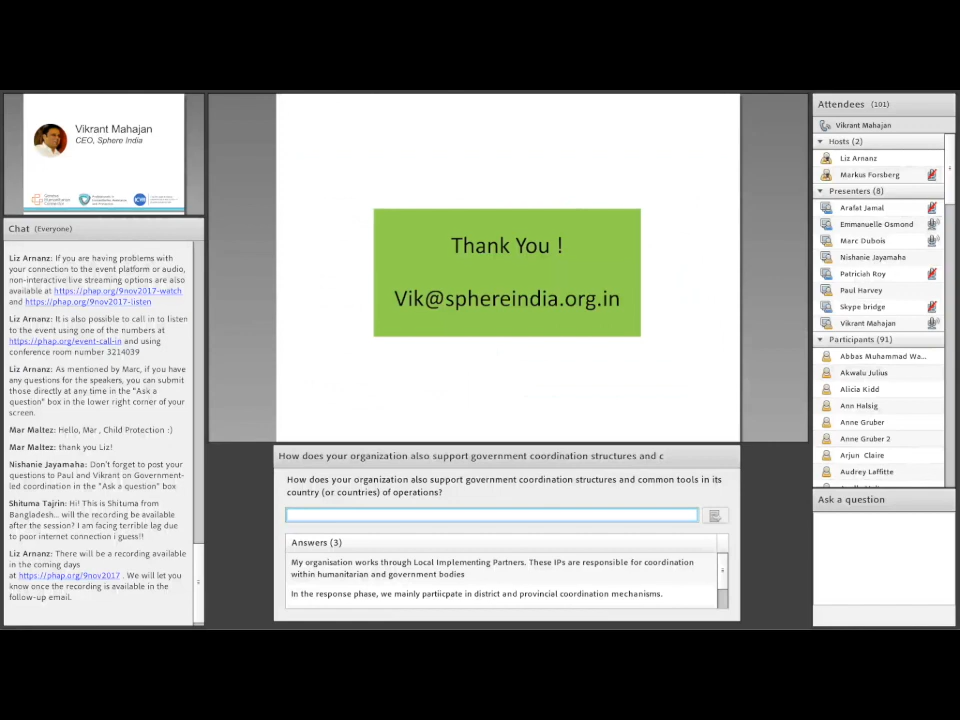 Vikrant Mahajan
CEO, Sphere India
Chat (Everyone)
Liz Arnanz: If you are having problems with
your connection to the event platform or audio,
non-interactive live streaming options are also
available at https://phap.org/9nov2017-watch
and https://phap.org/9nov2017-listen
Liz Arnanz: It is also possible to call in to listen
to the event using one of the numbers at
https://phap.org/event-call-in and using
conference room number 3214039
Liz Arnanz: As mentioned by Marc, if you have
any questions for the speakers, you can submit
those directly at any time in the "Ask a
question" box in the lower right corner of your
screen.
Mar Maltez: Hello, Mar , Child Protection :)
Mar Maltez: thank you Liz!
Nishanie Jayamaha: Don't forget to post your
questions to Paul and Vikrant on Government-
led coordination in the "Ask a question" box
Shituma Tajrin: Hi! This is Shituma from
Bangladesh... will the recording be available
after the session? I am facing terrible lag due
to poor internet connection i guess!!
Liz Arnanz: There will be a recording available
in the coming days
at https://phap.org/9nov2017 . We will let you
know once the recording is available in the
follow-up email.
Thank You !
Vik@sphereindia.org.in
How does your organization also support government coordination structures and c
How does your organization also support government coordination structures and common tools in its
country (or countries) of operations?
Answers (3)
My organisation works through Local Implementing Partners. These IPs are responsible for coordination
within humanitarian and government bodies
In the response phase, we mainly partiicpate in district and provincial coordination mechanisms.
Attendees (101)
Vikrant Mahajan
Hosts (2)
Liz Arnanz
Markus Forsberg
Presenters (8)
Arafat Jamal
Emmanuelle Osmond
Marc Dubois
Nishanie Jayamaha
Patriciah Roy
Paul Harvey
Skype bridge
Vikrant Mahajan
Participants (91)
Abbas Muhammad Wa...
Akwalu Julius
Alicia Kidd
Ann Halsig
Anne Gruber
Anne Gruber 2
Arjun Claire
Audrey Laffitte
Ask a question